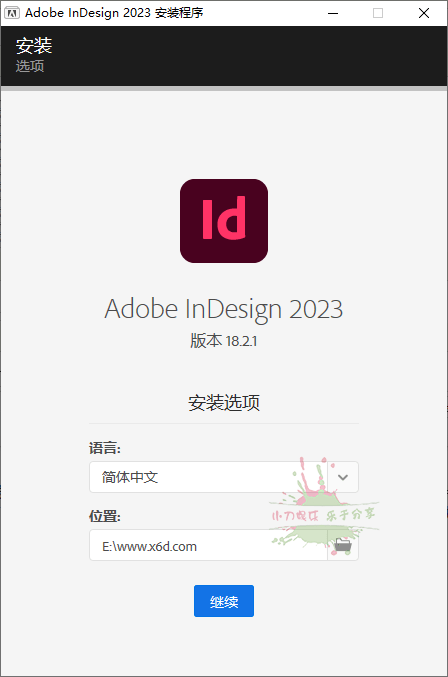 Adobe InDesign 2023 安装程序
安装
选项
Id
Adobe InDesign 2023
版本 18.2.1
安装选项
语言:
简体中文
位置:
小刀娱乐 乐于分享
E:\www.x6d.com
继续